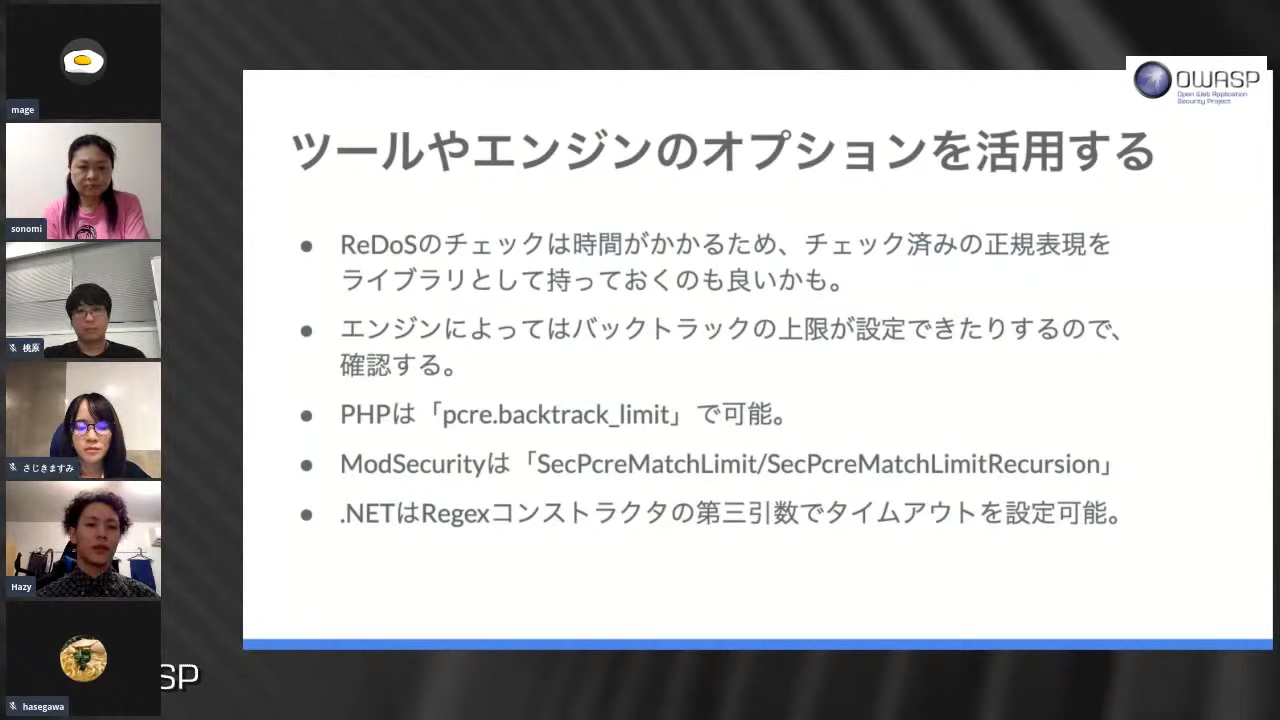 mage
sonomi
桃原
さじきますみ
Hazy
hasegawa
SP
OWASP
Open Web Application
Security Project
ツールやエンジンのオプションを活用する
● ReDoSのチェックは時間がかかるため、チェック済みの正規表現を
ライブラリとして持っておくのも良いかも。
● エンジンによってはバックトラックの上限が設定できたりするので、
確認する。
● PHPは「pcre.backtrack_limit」で可能。
● ModSecurityは「SecPcreMatchLimit/SecPcreMatchLimitRecursion」
● .NETはRegexコンストラクタの第三引数でタイムアウトを設定可能。